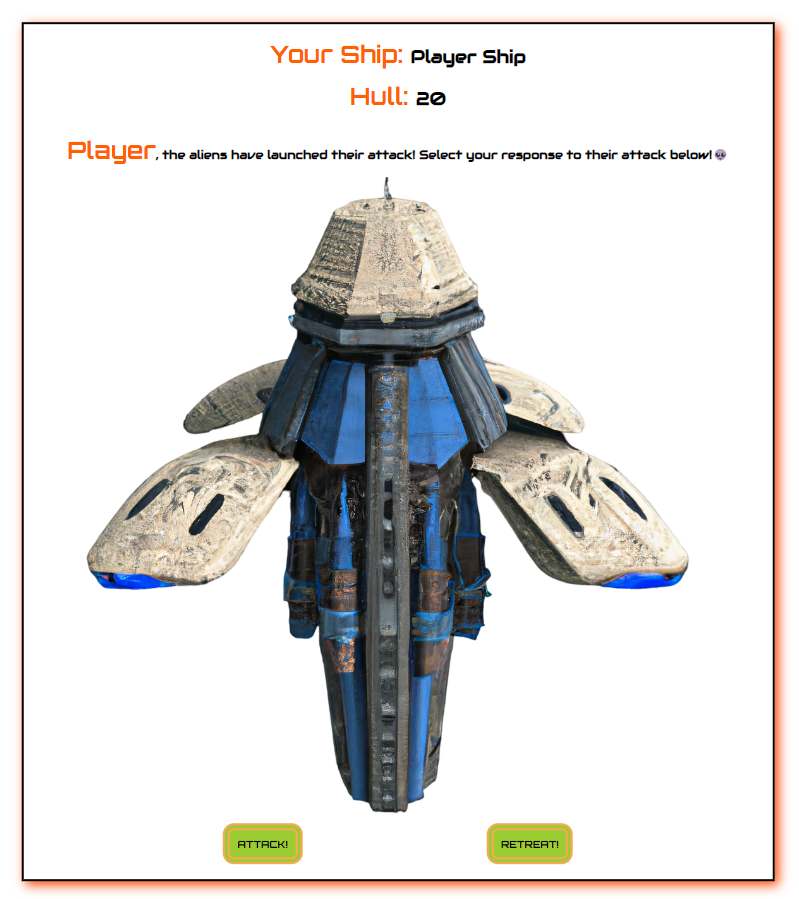 Your Ship: Player Ship
Hull: 20
Player, the aliens have launched their attack! Select your response to their attack below! 👽
ATTACK!
RETREAT!